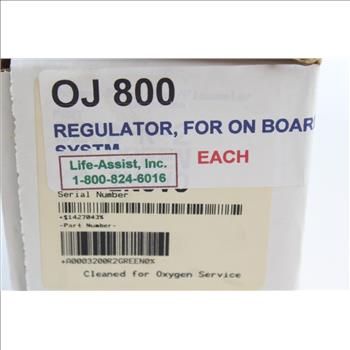 OJ 800
REGULATOR, FOR ON BOAR
SYSTM
Life-Assist, Inc.
1-800-824-6016
EACH
Serial Number
*S1427043%
-Part Number-
*A0003200R2GREEN0%
Cleaned for Oxygen Service